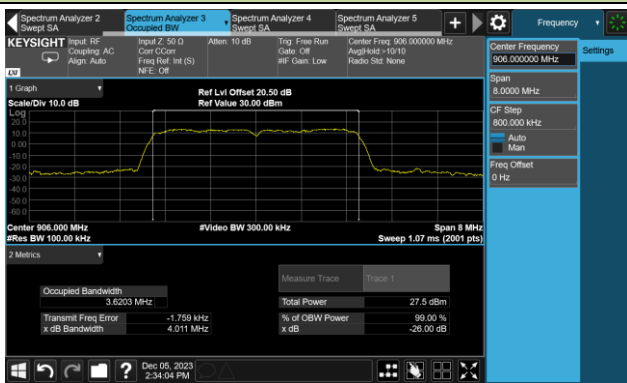 Spectrum Analyzer 2
Swept SA
Spectrum Analyzer 3
Occupied BW
Spectrum Analyzer 4
Swept SA
Spectrum Analyzer 5
Swept SA
+
Frequency
KEYSIGHT
Input: RF
Coupling: AC
Align: Auto
Input Z: 50 Ω
Corr CCorr
Freq Ref: Int (S)
NFE: Off
Atten: 10 dB
Trig: Free Run
Gate: Off
#IF Gain: Low
Center Freq: 906.000000 MHz
Avg|Hold:>10/10
Radio Std: None
LXI
1 Graph
Ref Lvl Offset 20.50 dB
Scale/Div 10.0 dB
Ref Value 30.00 dBm
Log
20.0
10.0
0.00
-10.0
-20.0
-30.0
-40.0
-50.0
-60.0
Center 906.000 MHz
#Video BW 300.00 kHz
Span 8 MHz
#Res BW 100.00 kHz
Sweep 1.07 ms (2001 pts)
2 Metrics
Measure Trace
Trace 1
Occupied Bandwidth
3.6203 MHz
Total Power
27.5 dBm
Transmit Freq Error
-1.759 kHz
% of OBW Power
99.00 %
x dB Bandwidth
4.011 MHz
x dB
-26.00 dB
Center Frequency
906.000000 MHz
Settings
Span
8.0000 MHz
CF Step
800.000 kHz
Auto
Man
Freq Offset
0 Hz
?
Dec 05, 2023
2:34:04 PM